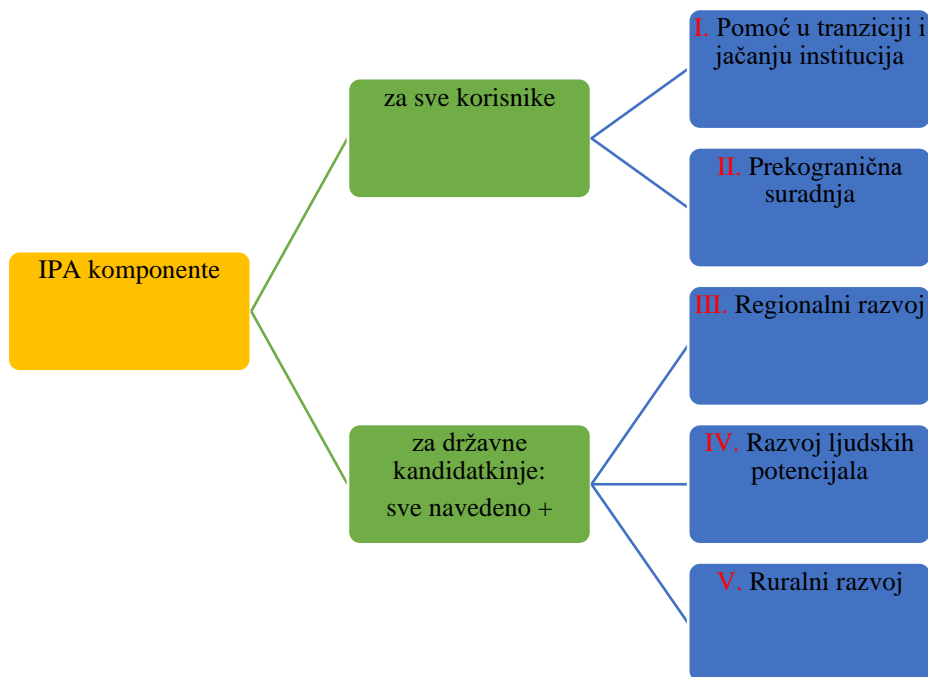 IPA komponente
za sve korisnike
I. Pomoć u tranziciji i
jačanju institucija
II. Prekogranična
suradnja
za državne
kandidatkinje:
sve navedeno +
III. Regionalni razvoj
IV. Razvoj ljudskih
potencijala
V. Ruralni razvoj